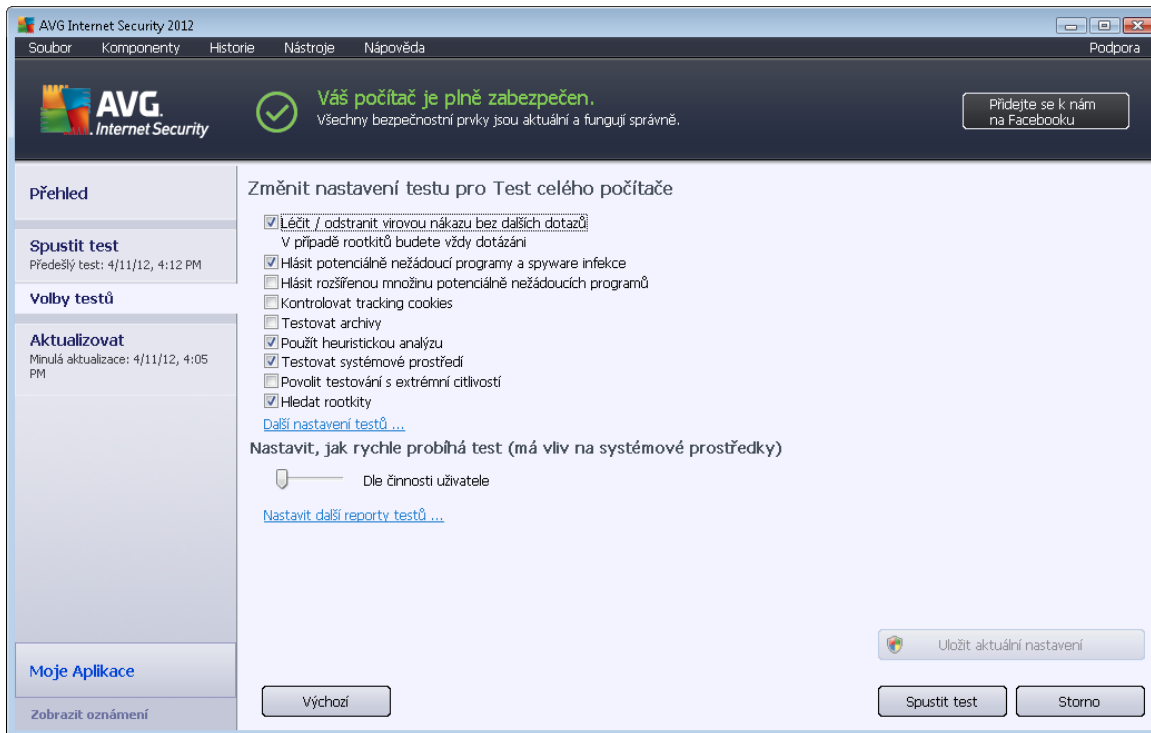 AVG Internet Security 2012
Soubor Komponenty Historie Nástroje Nápověda Podpora
AVG.
Internet Security
Váš počítač je plně zabezpečen.
Všechny bezpečnostní prvky jsou aktuální a fungují správně.
Přidejte se k nám
na Facebooku
Přehled
Spustit test
Předešlý test: 4/11/12, 4:12 PM
Volby testů
Aktualizovat
Minulá aktualizace: 4/11/12, 4:05
PM
Moje Aplikace
Zobrazit oznámení
Změnit nastavení testu pro Test celého počítače
Léčit / odstranit virovou nákazu bez dalších dotazů
V případě rootkitů budete vždy dotázáni
Hlásit potenciálně nežádoucí programy a spyware infekce
Hlásit rozšířenou množinu potenciálně nežádoucích programů
Kontrolovat tracking cookies
Testovat archivy
Použít heuristickou analýzu
Testovat systémové prostředí
Povolit testování s extrémní citlivostí
Hledat rootkity
Další nastavení testů ...
Nastavit, jak rychle probíhá test (má vliv na systémové prostředky)
Dle činnosti uživatele
Nastavit další reporty testů ...
Uložit aktuální nastavení
Výchozí
Spustit test
Storno